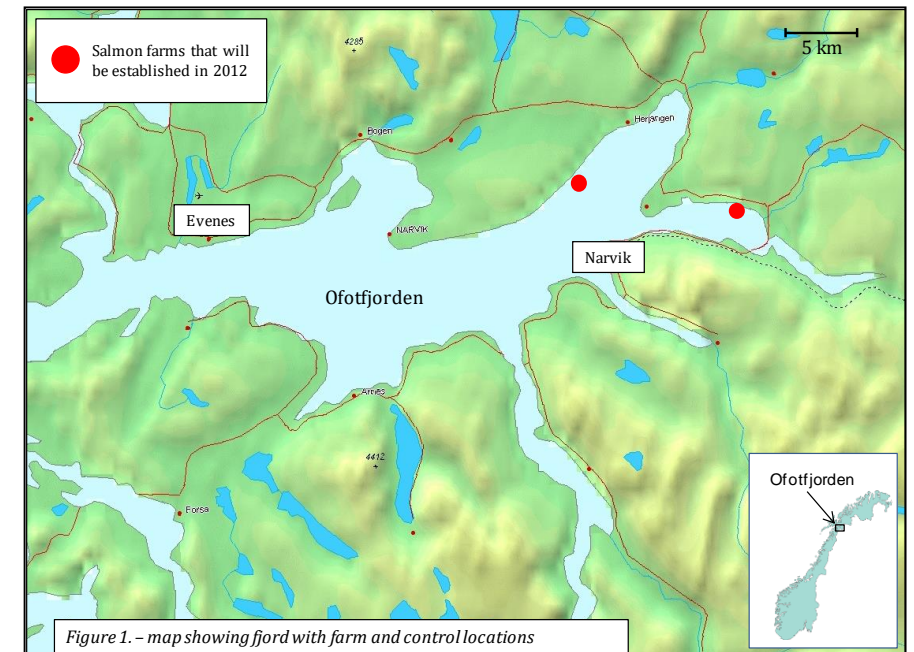 Salmon farms that will
be established in 2012
4285
5 km
Herjangen
Bogen
Evenes
NARVIK
Narvik
Ofotfjorden
Arnes
4412
Forsa
Ofotfjorden
Figure 1. – map showing fjord with farm and control locations